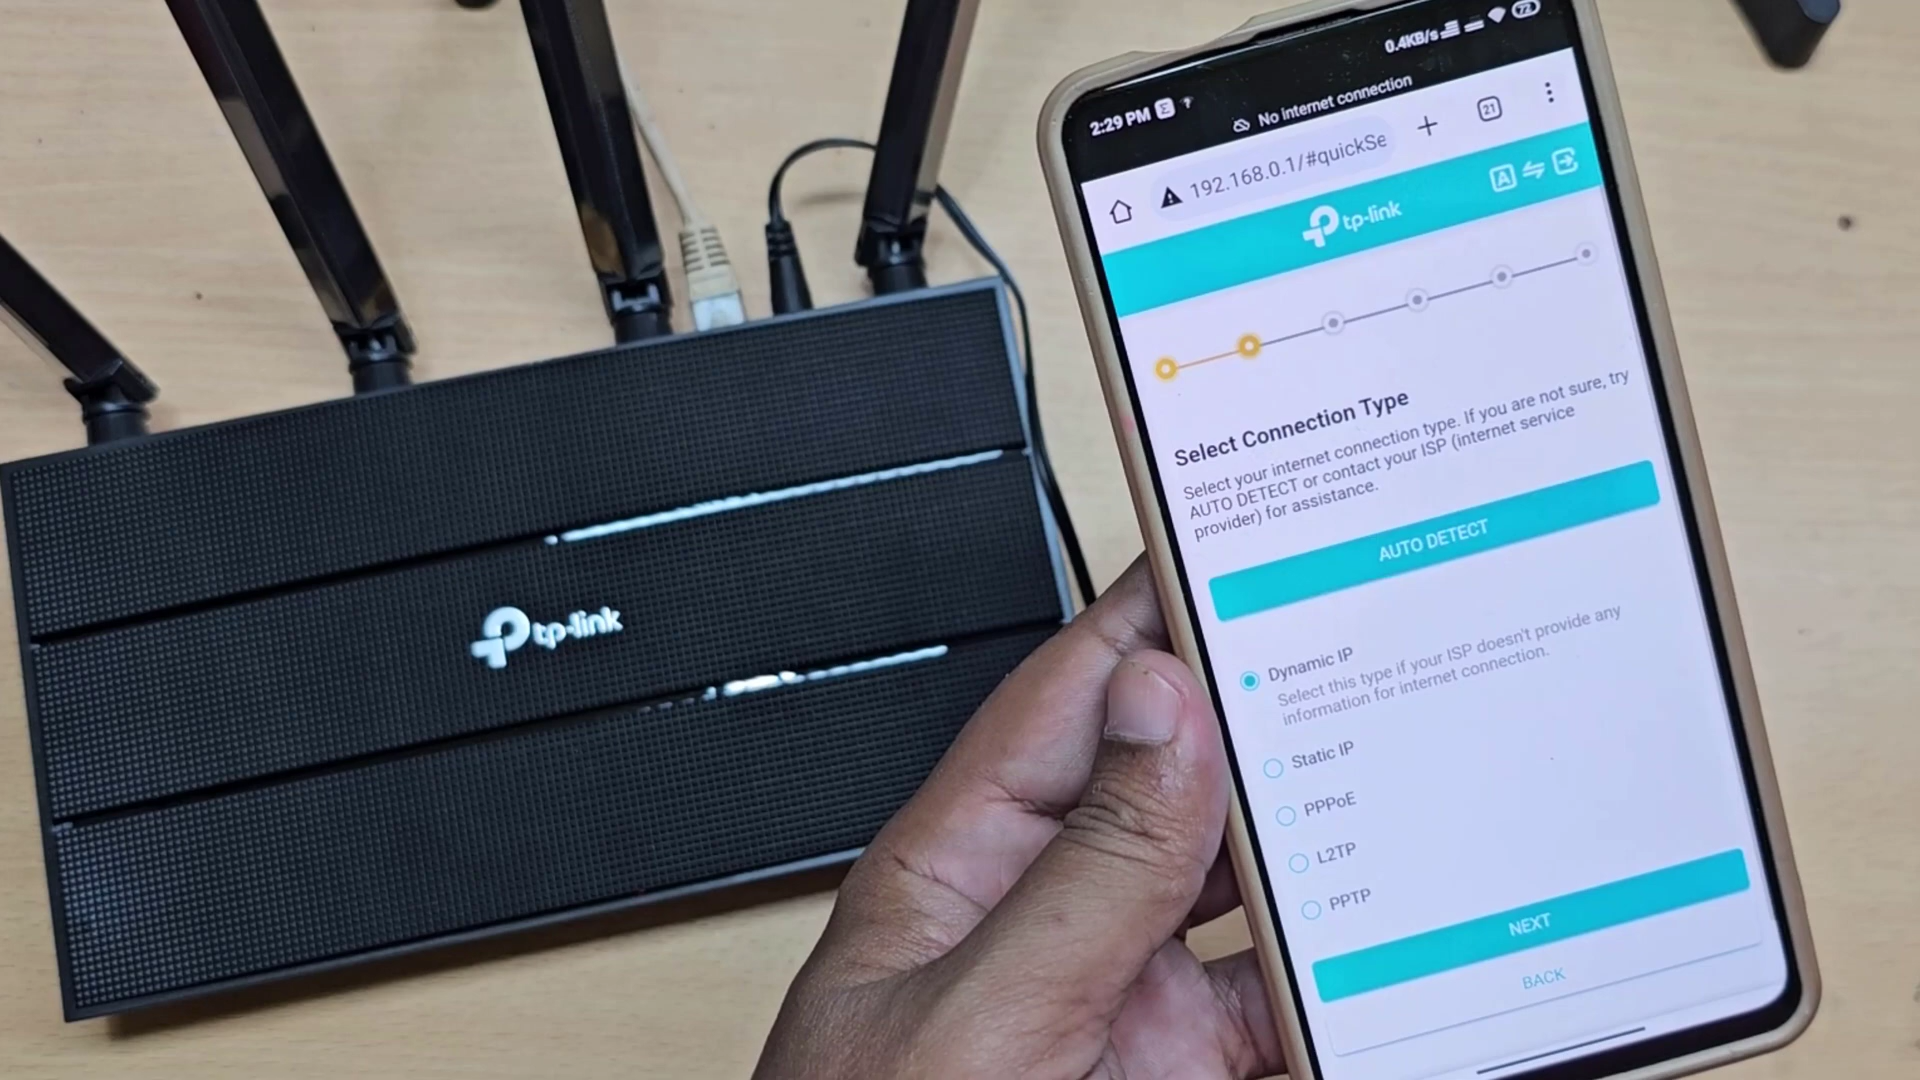 tp-link
2:29 PM
0.4KB/s
72
No internet connection
192.168.0.1/#quickSe
21
A
tp-link
Select Connection Type
Select your internet connection type. If you are not sure, try
AUTO DETECT or contact your ISP (internet service
provider) for assistance.
AUTO DETECT
Dynamic IP
Select this type if your ISP doesn't provide any
information for internet connection.
Static IP
PPPoE
L2TP
PPTP
NEXT
BACK